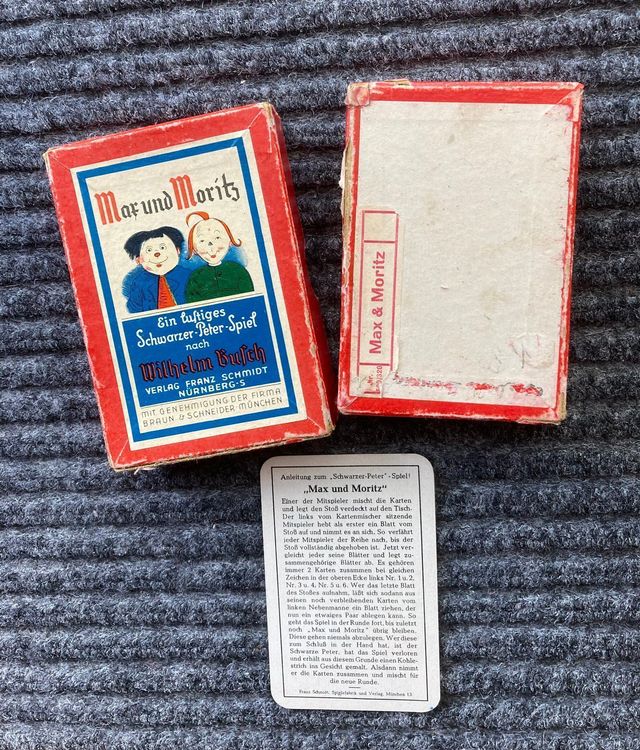 Max und Moritz
Ein lustiges
Schwarzer-Peter-Spiel
nach
Wilhelm Busch
VERLAG FRANZ SCHMIDT
NÜRNBERG-S
MIT GENEHMIGUNG DER FIRMA
BRAUN & SCHNEIDER MÜNCHEN
Max & Moritz
Anleitung zum „Schwarzer-Peter"-Spiel!
„Max und Moritz"
Einer der Mitspieler mischt die Karten
und legt den Stoß verdeckt auf den Tisch.
Der links vom Kartenmischer sitzende
Mitspieler hebt als erster ein Blatt vom
Stoß auf und nimmt es an sich. So verfährt
jeder Mitspieler der Reihe nach, bis der
Stoß vollständig abgehoben ist. Jetzt ver-
gleicht jeder seine Blätter und legt zu-
sammengehörige Blätter ab. Es gehören
immer 2 Karten zusammen bei gleichen
Zeichen in der oberen Ecke links Nr. 1 u. 2,
Nr. 3 u. 4, Nr. 5 u. 6. Wer das letzte Blatt
des Stoßes aufnahm, läßt sich sodann aus
seinen noch verbleibenden Karten vom
linken Nebenmanne ein Blatt ziehen, der
nun ein etwaiges Paar ablegen kann. So
geht das Spiel in der Runde fort, bis zuletzt
noch „Max und Moritz" übrig bleiben.
Diese gehen niemals abzulegen. Wer diese
zum Schluß in der Hand hat, ist der
Schwarze Peter, hat das Spiel verloren
und erhält aus diesem Grunde einen Kohle-
strich ins Gesicht gemalt. Alsdann nimmt
er die Karten zusammen und mischt für
die neue Runde.
Franz Schmidt, Spielefabrik und Verlag, München 13